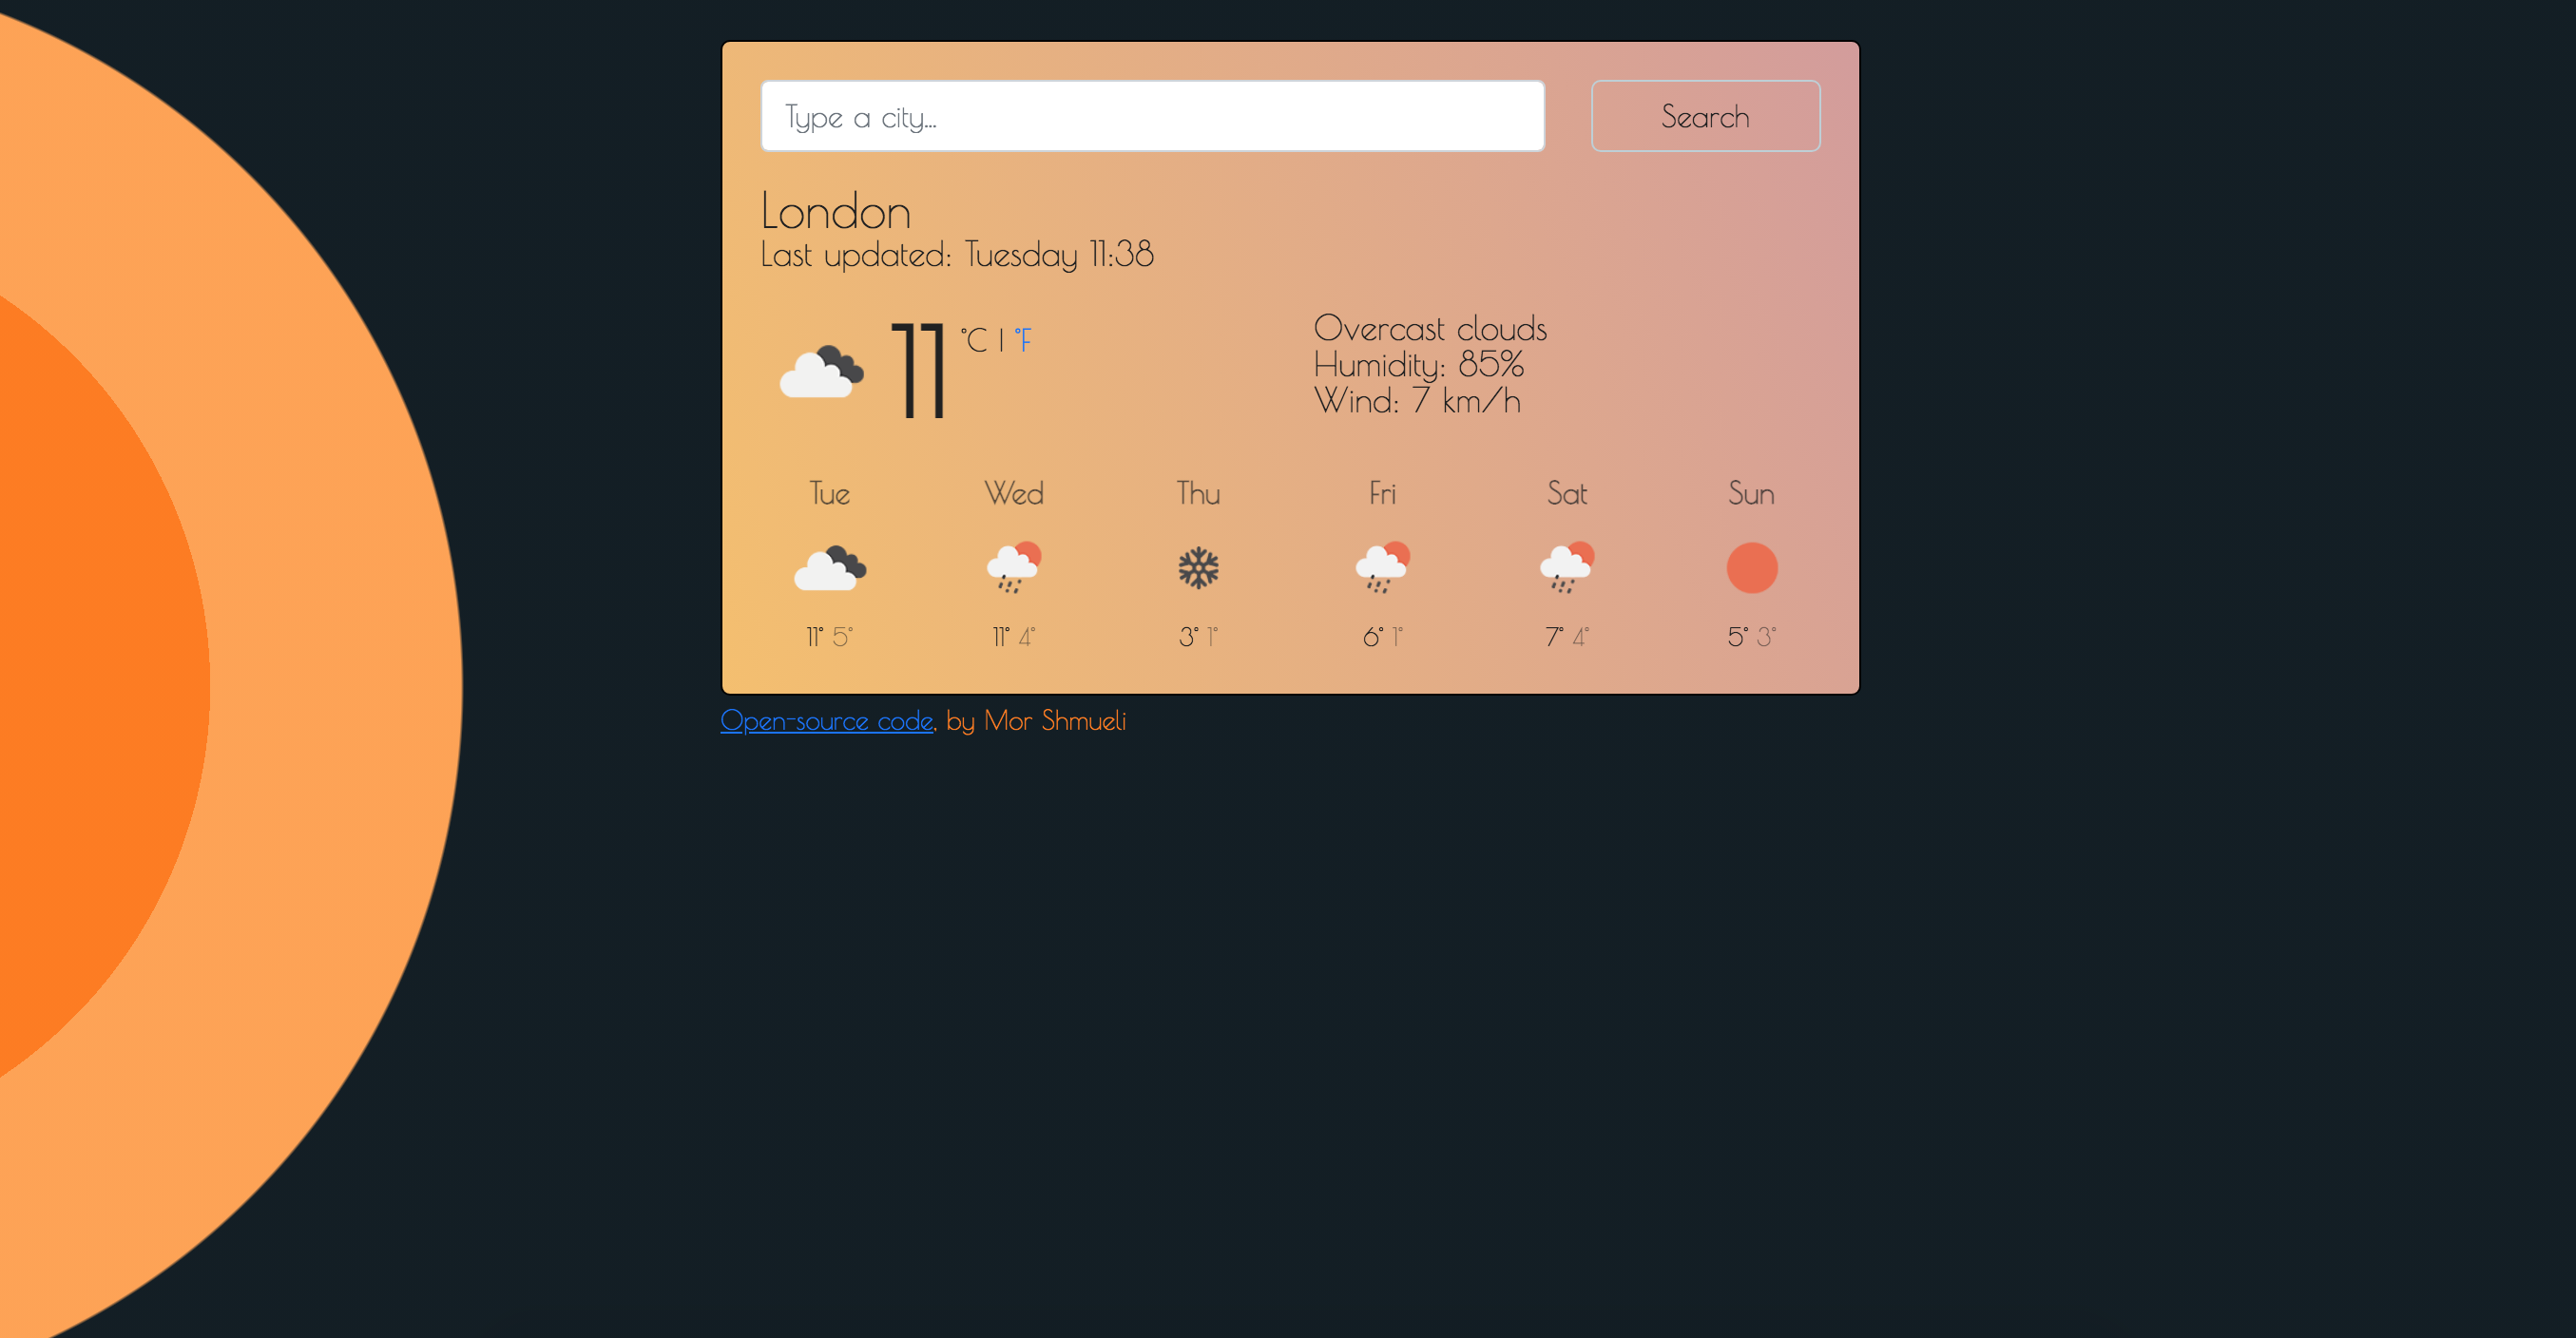 Type a city...
Search
London
Last updated: Tuesday 11:38
11 °C | °F
Overcast clouds
Humidity: 85%
Wind: 7 km/h
Tue Wed Thu Fri Sat Sun
11° 5° 11° 4° 3° 1° 6° 1° 7° 4° 5° 3°
Open-source code, by Mor Shmueli